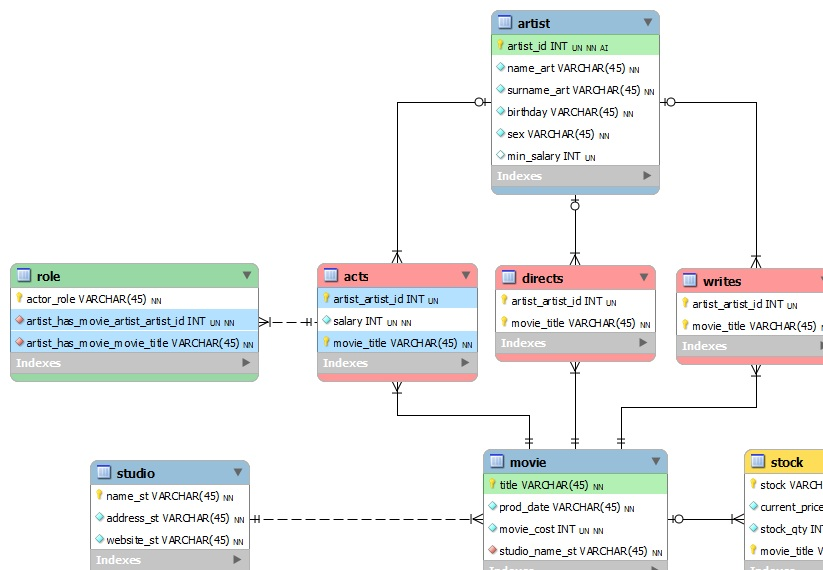 artist
artist_id INT UN NN AI
name_art VARCHAR(45) NN
surname_art VARCHAR(45) NN
birthday VARCHAR(45) NN
sex VARCHAR(45) NN
min_salary INT UN
Indexes
role
actor_role VARCHAR(45) NN
artist_has_movie_artist_artist_id INT UN NN
artist_has_movie_movie_title VARCHAR(45) NN
Indexes
acts
artist_artist_id INT UN
salary INT UN NN
movie_title VARCHAR(45) NN
Indexes
directs
artist_artist_id INT UN
movie_title VARCHAR(45) NN
Indexes
writes
artist_artist_id INT UN
movie_title VARCHAR(45)
Indexes
studio
name_st VARCHAR(45) NN
address_st VARCHAR(45) NN
website_st VARCHAR(45) NN
Indexes
movie
title VARCHAR(45) NN
prod_date VARCHAR(45) NN
movie_cost INT UN NN
studio_name_st VARCHAR(45) NN
stock
stock VARCH
current_price
stock_qty IN
movie_title V